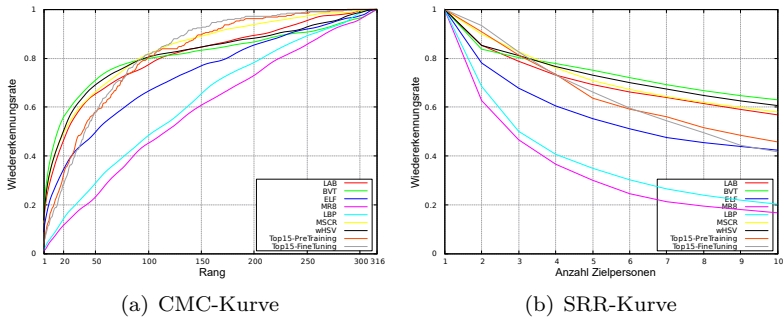 Wiedererkennungsrate
1
0.8
0.6
0.4
0.2
0
1 20 50 100 150 200 250 300 316
Rang
LAB
BVT
ELF
MR8
LBP
MSCR
wHSV
Top15-PreTraining
Top15-FineTuning
(a) CMC-Kurve
Wiedererkennungsrate
1
0.8
0.6
0.4
0.2
0
1 2 3 4 5 6 7 8 9 10
Anzahl Zielpersonen
LAB
BVT
ELF
MR8
LBP
MSCR
wHSV
Top15-PreTraining
Top15-FineTuning
(b) SRR-Kurve